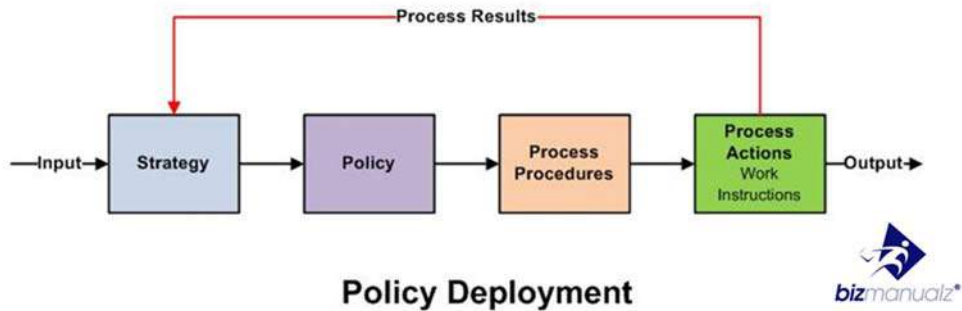 Process Results
Input
Strategy
Policy
Process
Procedures
Process
Actions
Work
Instructions
Output
Policy Deployment
bizmanualz®